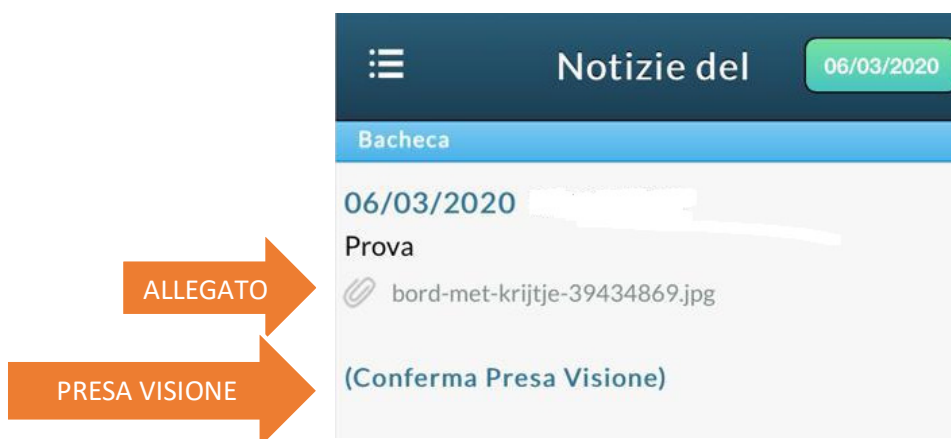 Notizie del 06/03/2020
Bacheca
06/03/2020
Prova
ALLEGATO bord-met-krijtje-39434869.jpg
PRESA VISIONE (Conferma Presa Visione)